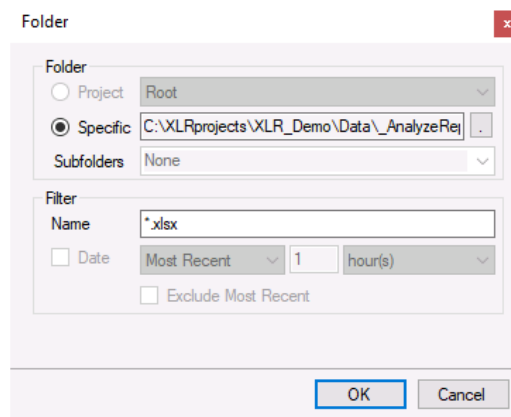 Folder
x
Folder
Project Root
Specific C:\XLRprojects\XLR_Demo\Data\_AnalyzeRe .
Subfolders None
Filter
Name *.xlsx
Date Most Recent 1 hour(s)
Exclude Most Recent
OK Cancel